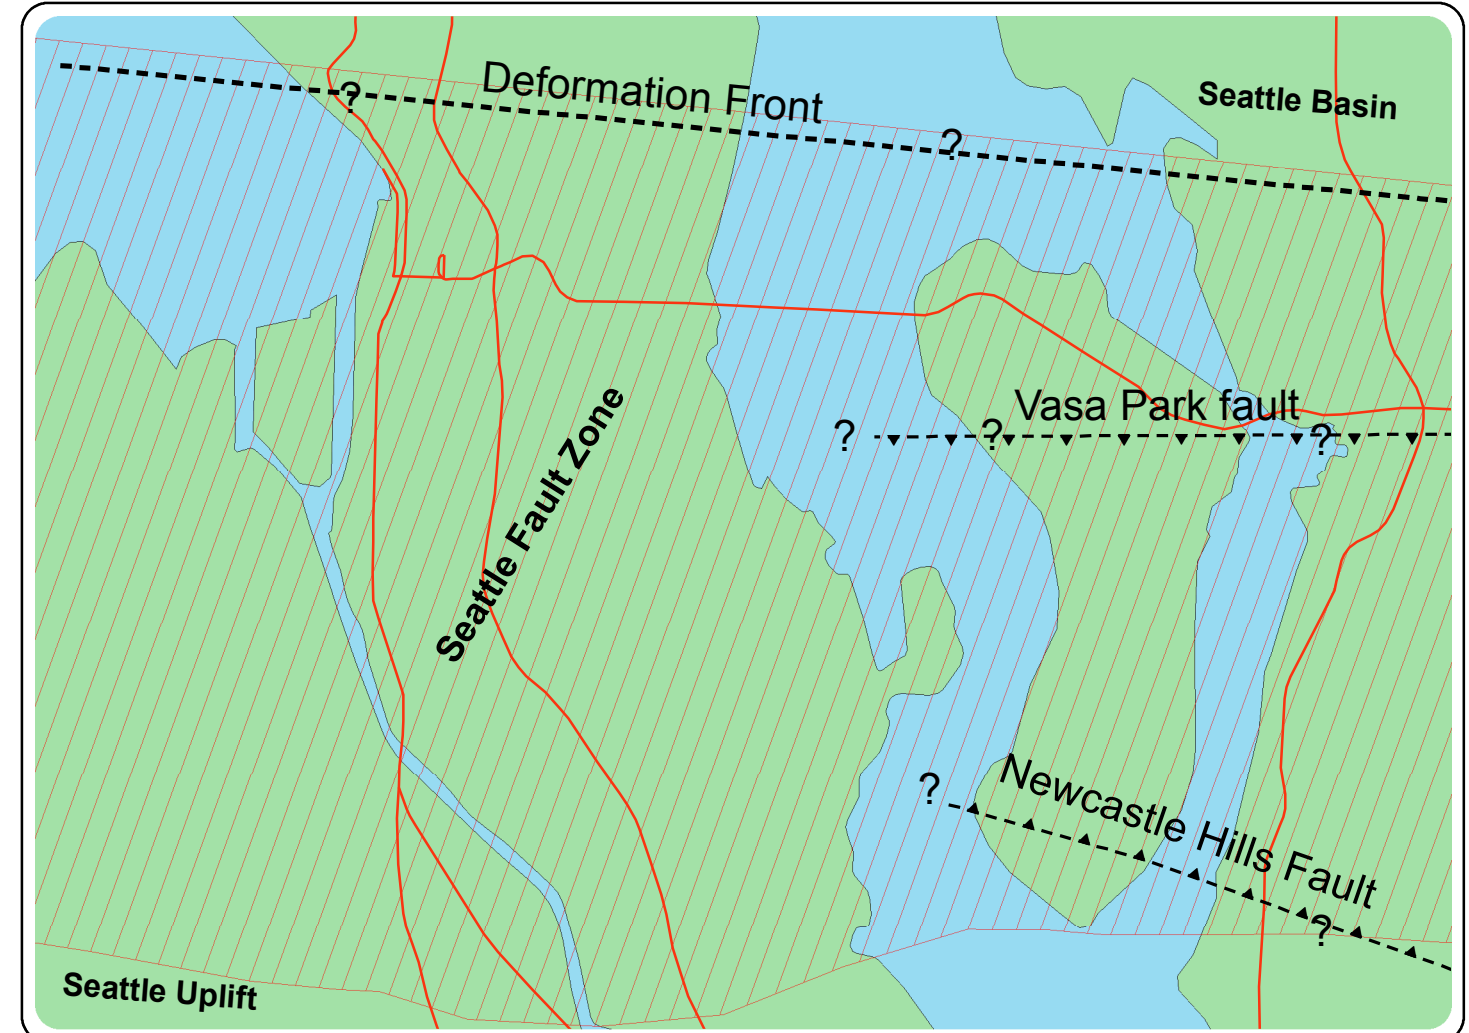 Deformation Front
Seattle Basin
?
?
Vasa Park fault
?
?
?
Seattle Fault Zone
Newcastle Hills Fault
?
?
Seattle Uplift